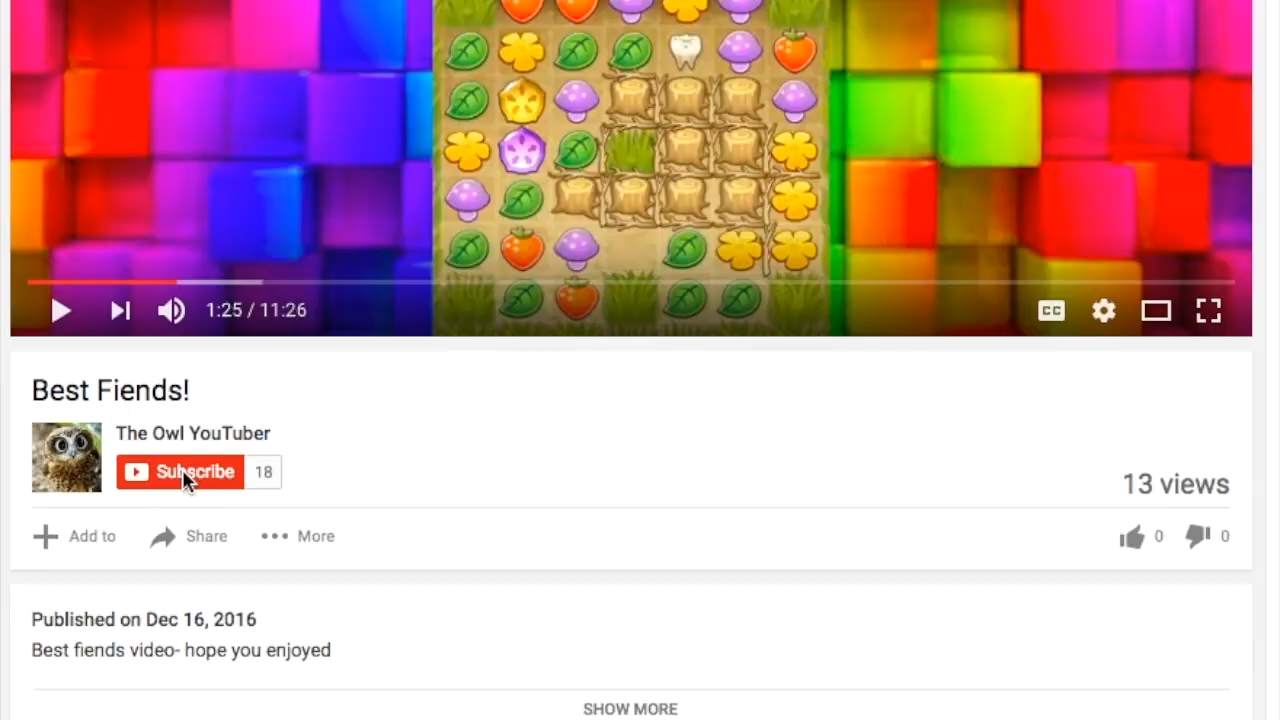 1:25 / 11:26
CC
Best Fiends!
The Owl YouTuber
Subscribe 18
13 views
Add to Share More 0 0
Published on Dec 16, 2016
Best fiends video- hope you enjoyed
SHOW MORE